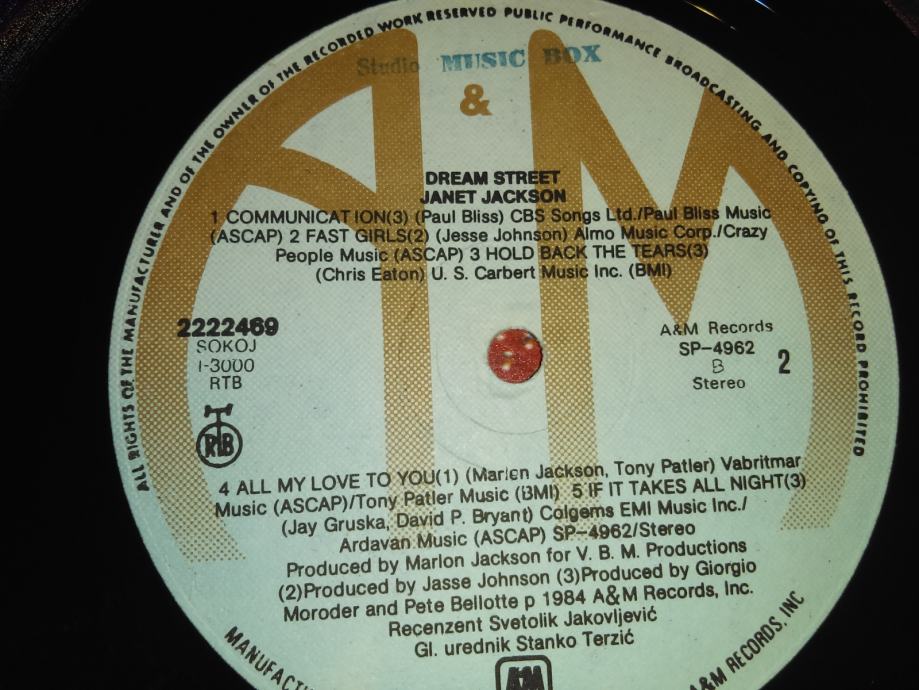 ALL RIGHTS OF THE MANUFACTURER AND OF THE OWNER OF THE RECORDED WORK RESERVED PUBLIC PERFORMANCE BROADCASTING AND COPYING OF THIS RECORD PROHIBITED
Studio MUSIC BOX
A&M
DREAM STREET
JANET JACKSON
1 COMMUNICATION(3) (Paul Bliss) CBS Songs Ltd./Paul Bliss Music
(ASCAP) 2 FAST GIRLS(2) (Jesse Johnson) Almo Music Corp./Crazy
People Music (ASCAP) 3 HOLD BACK THE TEARS(3)
(Chris Eaton) U. S. Carbert Music Inc. (BMI)
2222469
SOKOJ
I-3000
RTB
RTB
A&M Records
SP-4962
B
Stereo
2
4 ALL MY LOVE TO YOU(1) (Marlon Jackson, Tony Patler) Vabritmar
Music (ASCAP)/Tony Patler Music (BMI) 5 IF IT TAKES ALL NIGHT(3)
(Jay Gruska, David P. Bryant) Colgems EMI Music Inc./
Ardavan Music (ASCAP) SP-4962/Stereo
Produced by Marlon Jackson for V. B. M. Productions
(2)Produced by Jasse Johnson (3)Produced by Giorgio
Moroder and Pete Bellotte p 1984 A&M Records, Inc.
Recenzent Svetolik Jakovljević
Gl. urednik Stanko Terzić
A&M
A&M RECORDS, INC